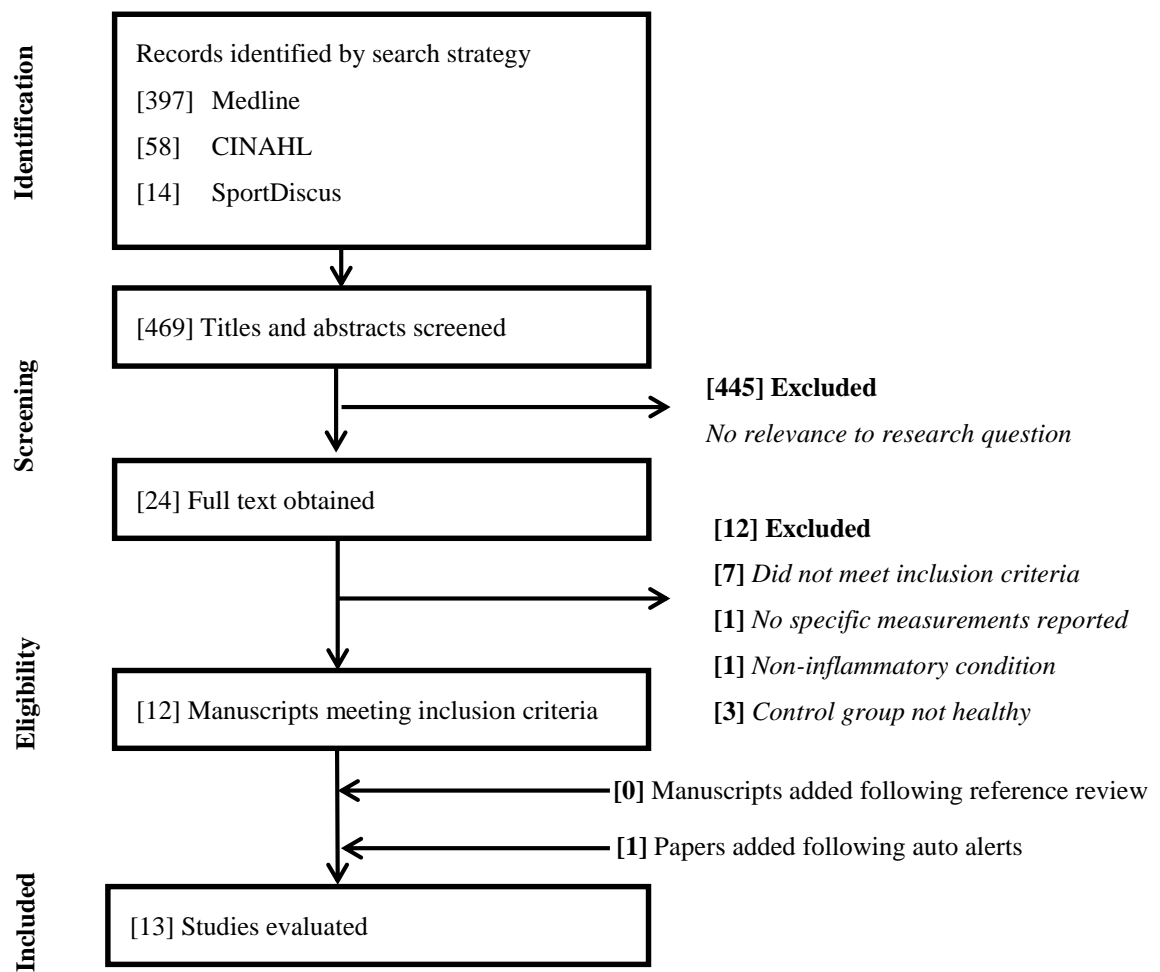 Identification
Records identified by search strategy
[397] Medline
[58] CINAHL
[14] SportDiscus
Screening
[469] Titles and abstracts screened
[445] Excluded
No relevance to research question
[24] Full text obtained
Eligibility
[12] Excluded
[7] Did not meet inclusion criteria
[1] No specific measurements reported
[1] Non-inflammatory condition
[3] Control group not healthy
[12] Manuscripts meeting inclusion criteria
[0] Manuscripts added following reference review
[1] Papers added following auto alerts
Included
[13] Studies evaluated